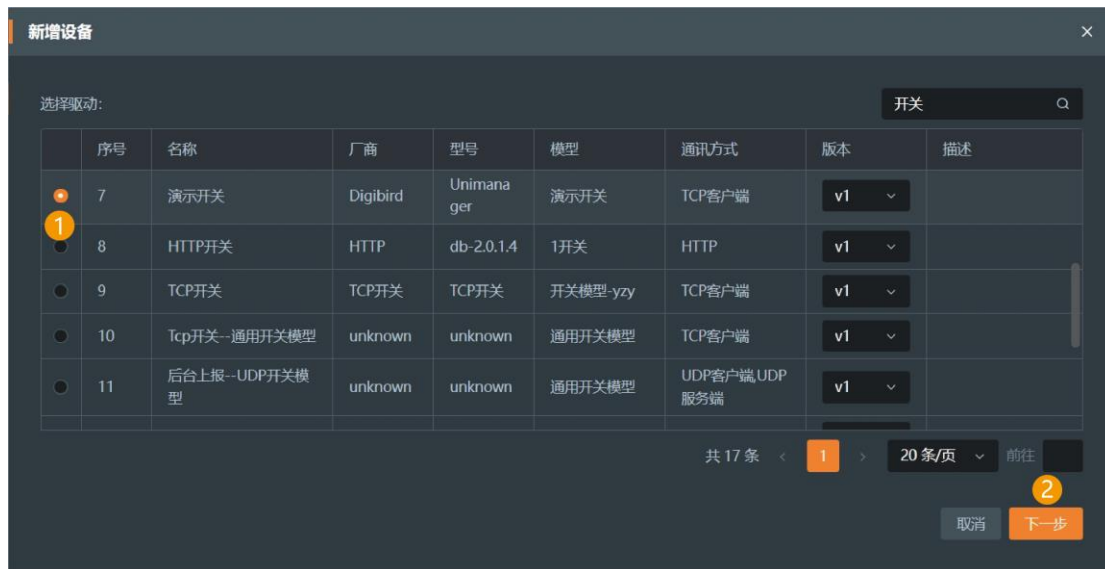 新增设备
选择驱动:
开关
序号 名称 厂商 型号 模型 通讯方式 版本 描述
7 演示开关 Digibird Unimana 演示开关 TCP客户端 v1
ger
1
8 HTTP开关 HTTP db-2.0.1.4 1开关 HTTP v1
9 TCP开关 TCP开关 TCP开关 开关模型-yzy TCP客户端 v1
10 Tcp开关--通用开关模型 unknown unknown 通用开关模型 TCP客户端 v1
11 后台上报--UDP开关模 unknown unknown 通用开关模型 UDP客户端,UDP v1
型 服务端
共 17 条 1 20 条/页 前往
2
取消 下一步